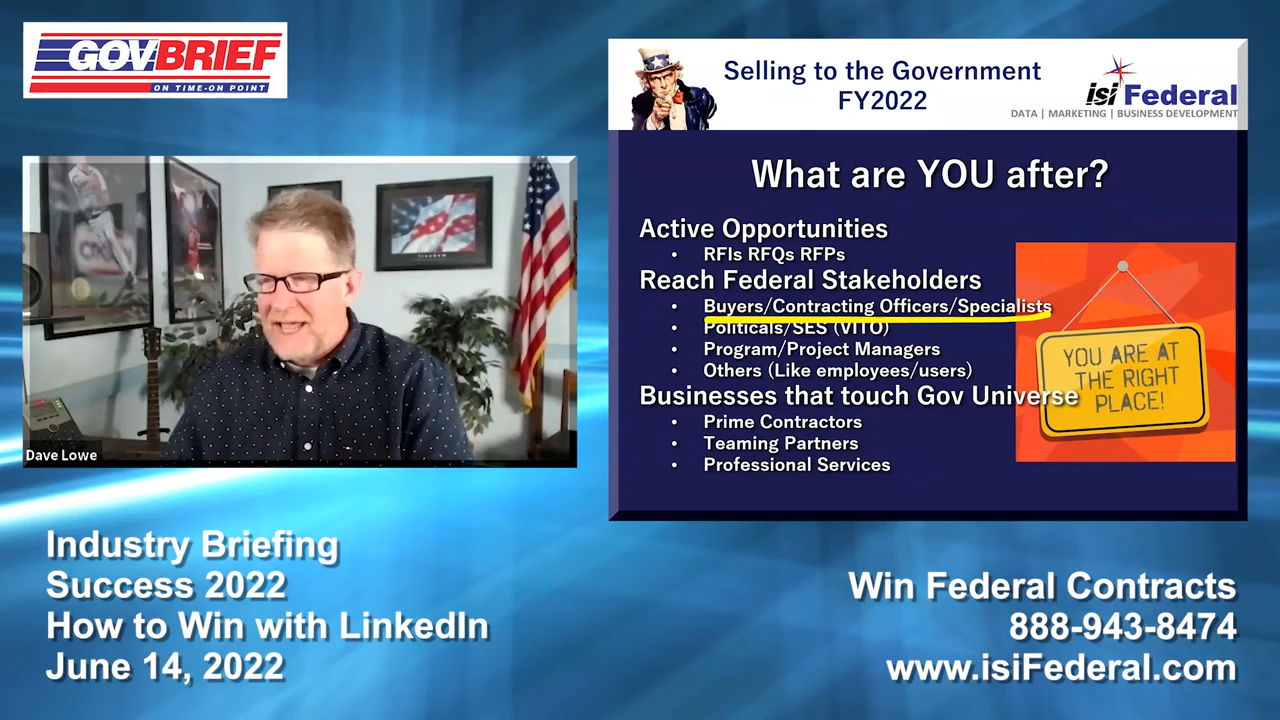 GOVBRIEF
ON TIME-ON POINT
Dave Lowe
Industry Briefing
Success 2022
How to Win with LinkedIn
June 14, 2022
Selling to the Government
FY2022
isi Federal
DATA | MARKETING | BUSINESS DEVELOPMENT
What are YOU after?
Active Opportunities
• RFIs RFQs RFPs
Reach Federal Stakeholders
• Buyers/Contracting Officers/Specialists
• Politicals/SES (VITO)
• Program/Project Managers
• Others (Like employees/users)
Businesses that touch Gov Universe
• Prime Contractors
• Teaming Partners
• Professional Services
YOU ARE AT
THE RIGHT
PLACE!
Win Federal Contracts
888-943-8474
www.isiFederal.com